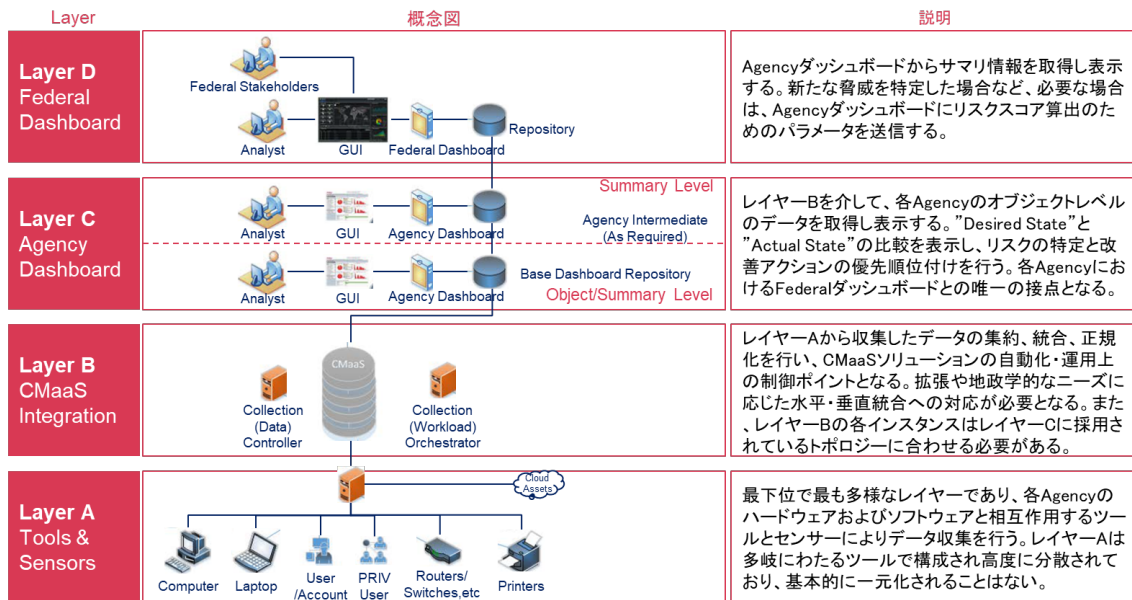 Layer
概念図
説明
Layer D
Federal
Dashboard
Federal Stakeholders
Analyst
GUI
Federal Dashboard
Repository
Agencyダッシュボードからサマリ情報を取得し表示
する。新たな脅威を特定した場合など、必要な場合
は、Agencyダッシュボードにリスクスコア算出のた
めのパラメータを送信する。
Layer C
Agency
Dashboard
Summary Level
Analyst
GUI
Agency Dashboard
Agency Intermediate
(As Required)
Analyst
GUI
Agency Dashboard
Base Dashboard Repository
Object/Summary Level
レイヤーBを介して、各Agencyのオブジェクトレベル
のデータを取得し表示する。”Desired State”と
”Actual State”の比較を表示し、リスクの特定と改
善アクションの優先順位付けを行う。各Agencyにお
けるFederalダッシュボードとの唯一の接点となる。
Layer B
CMaaS
Integration
CMaaS
Collection
(Data)
Controller
Collection
(Workload)
Orchestrator
レイヤーAから収集したデータの集約、統合、正規
化を行い、CMaaSソリューションの自動化・運用上
の制御ポイントとなる。拡張や地政学的なニーズに
応じた水平・垂直統合への対応が必要となる。また
、レイヤーBの各インスタンスはレイヤーCに採用さ
れているトポロジーに合わせる必要がある。
Layer A
Tools &
Sensors
Cloud
Assets
Computer
Laptop
User
/Account
PRIV
User
Routers/
Switches,etc
Printers
最下位で最も多様なレイヤーであり、各Agencyの
ハードウェアおよびソフトウェアと相互作用するツー
ルとセンサーによりデータ収集を行う。レイヤーAは
多岐にわたるツールで構成され高度に分散されて
おり、基本的に一元化されることはない。